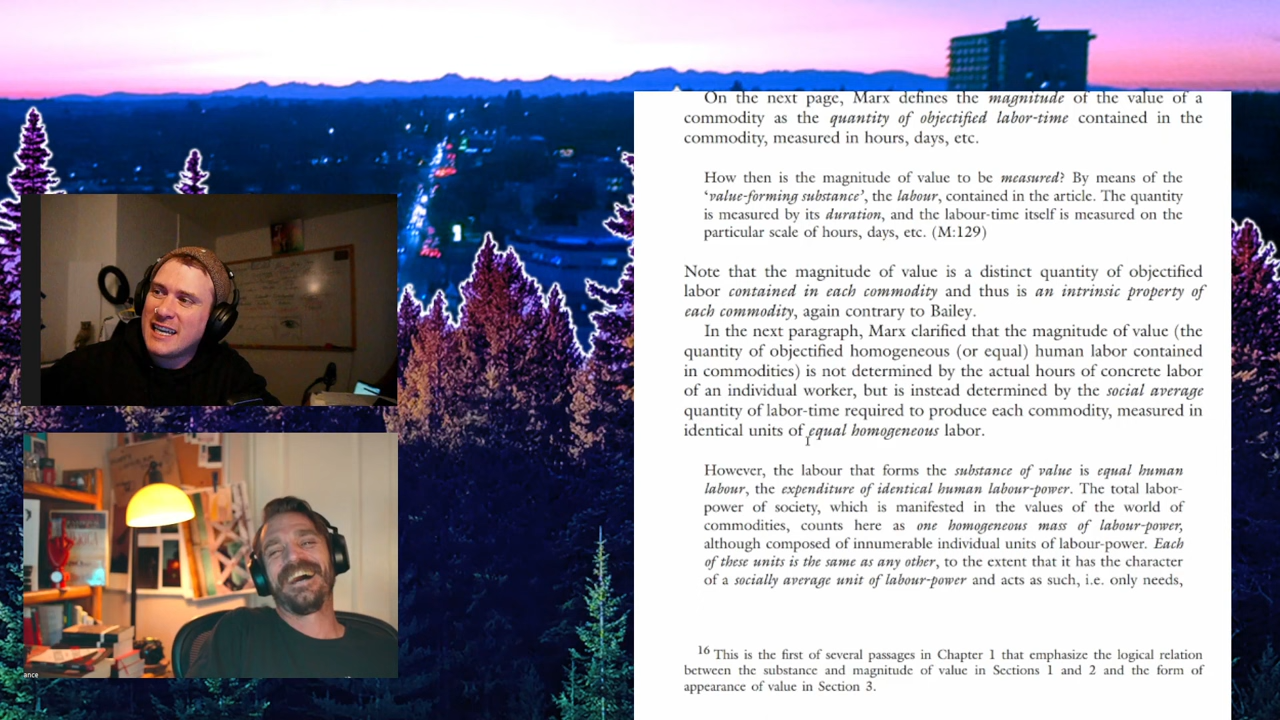 On the next page, Marx defines the magnitude of the value of a
commodity as the quantity of objectified labor-time contained in the
commodity, measured in hours, days, etc.
How then is the magnitude of value to be measured? By means of the
‘value-forming substance’, the labour, contained in the article. The quantity
is measured by its duration, and the labour-time itself is measured on the
particular scale of hours, days, etc. (M:129)
Note that the magnitude of value is a distinct quantity of objectified
labor contained in each commodity and thus is an intrinsic property of
each commodity, again contrary to Bailey.
In the next paragraph, Marx clarified that the magnitude of value (the
quantity of objectified homogeneous (or equal) human labor contained
in commodities) is not determined by the actual hours of concrete labor
of an individual worker, but is instead determined by the social average
quantity of labor-time required to produce each commodity, measured in
identical units of equal homogeneous labor.
However, the labour that forms the substance of value is equal human
labour, the expenditure of identical human labour-power. The total labor-
power of society, which is manifested in the values of the world of
commodities, counts here as one homogeneous mass of labour-power,
although composed of innumerable individual units of labour-power. Each
of these units is the same as any other, to the extent that it has the character
of a socially average unit of labour-power and acts as such, i.e. only needs,
16 This is the first of several passages in Chapter 1 that emphasize the logical relation
between the substance and magnitude of value in Sections 1 and 2 and the form of
appearance of value in Section 3.
ance